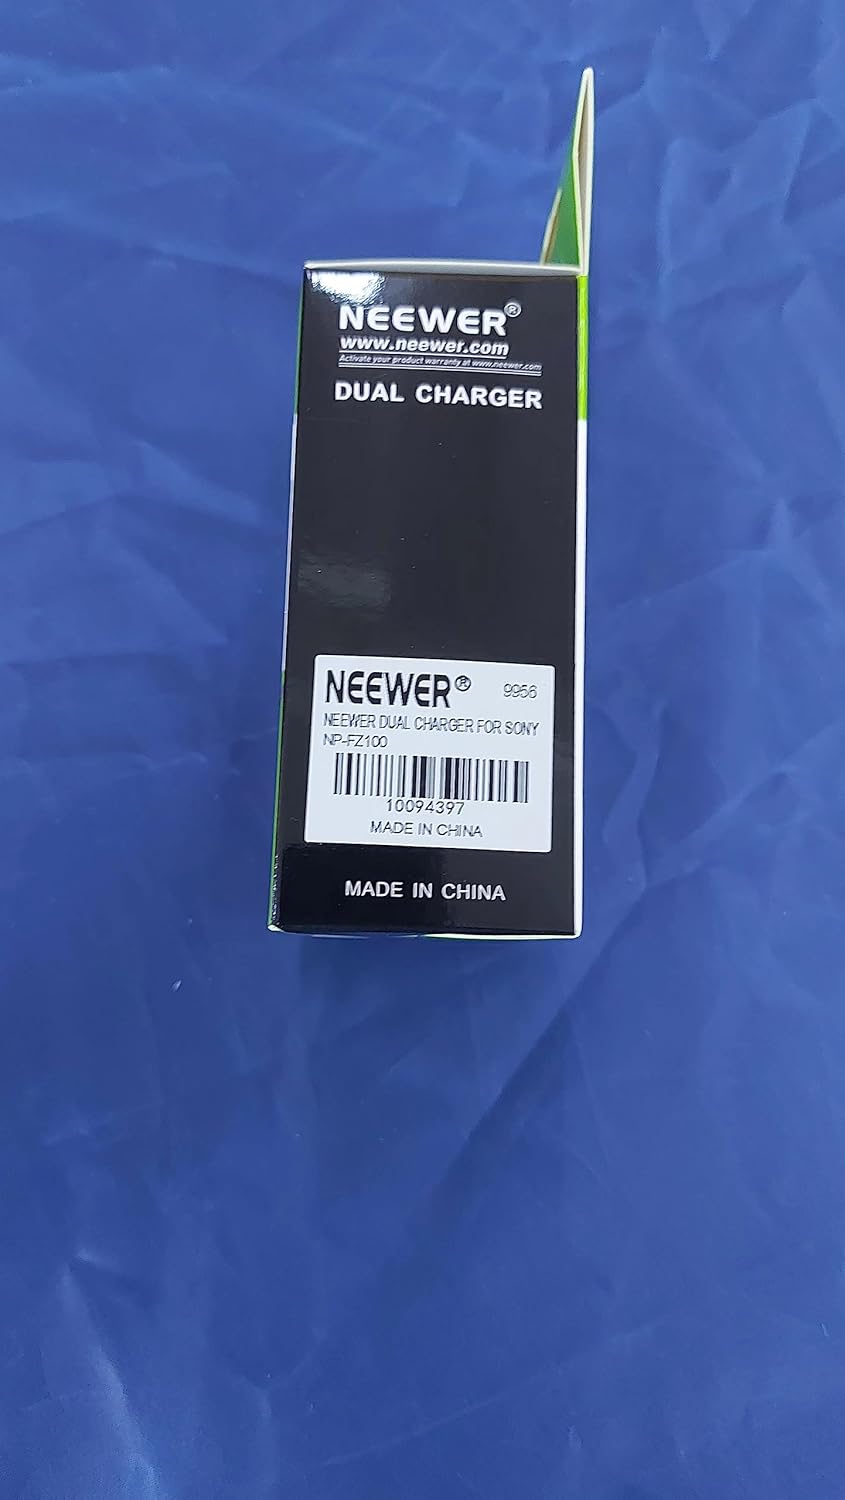 NEEWER®
www.neewer.com
Activate your product warranty at www.neewer.com
DUAL CHARGER
NEEWER® 9956
NEEWER DUAL CHARGER FOR SONY
NP-FZ100
10094397
MADE IN CHINA
MADE IN CHINA